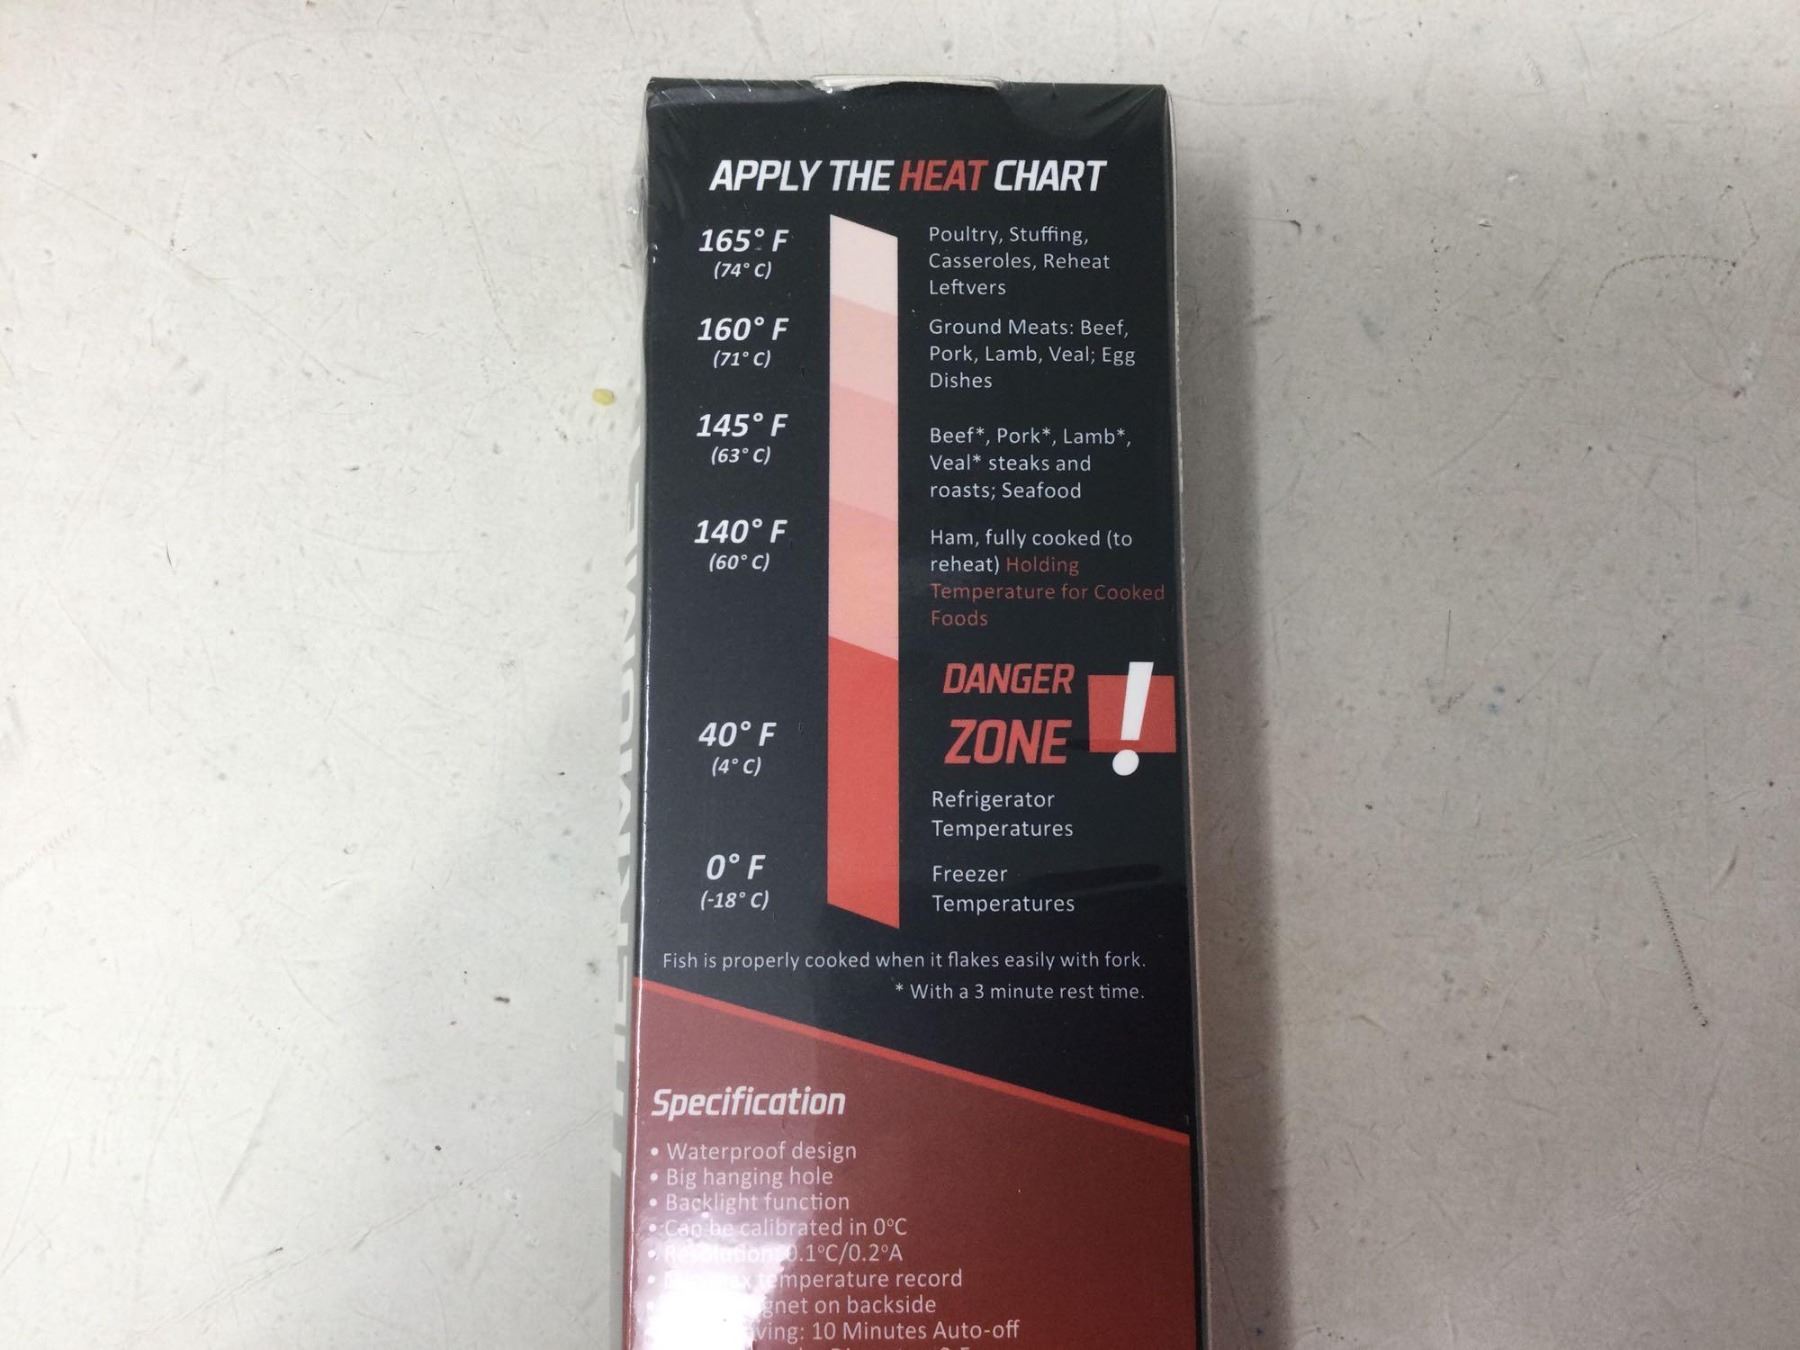 APPLY THE HEAT CHART
165° F
(74° C)
Poultry, Stuffing,
Casseroles, Reheat
Leftvers
160° F
(71° C)
Ground Meats: Beef,
Pork, Lamb, Veal; Egg
Dishes
145° F
(63° C)
Beef*, Pork*, Lamb*,
Veal* steaks and
roasts; Seafood
140° F
(60° C)
Ham, fully cooked (to
reheat) Holding
Temperature for Cooked
Foods
DANGER
ZONE
!
40° F
(4° C)
Refrigerator
Temperatures
0° F
(-18° C)
Freezer
Temperatures
Fish is properly cooked when it flakes easily with fork.
* With a 3 minute rest time.
Specification
• Waterproof design
• Big hanging hole
• Backlight function
• Can be calibrated in 0°C
• Resolution: 0.1°C/0.2°A
• temperature record
• on backside
• 10 Minutes Auto-off